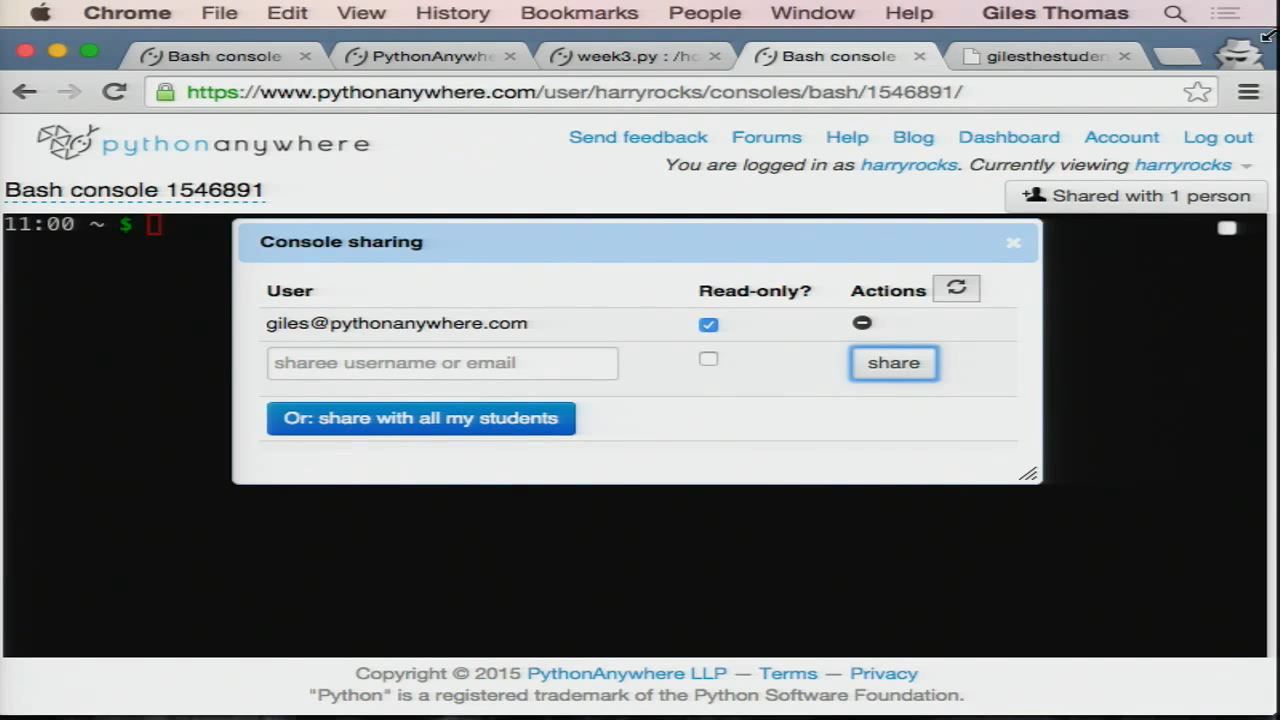 Chrome File Edit View History Bookmarks People Window Help Giles Thomas
Bash console PythonAnywhe week3.py : /ho Bash console gilesthestuden
https://www.pythonanywhere.com/user/harryrocks/consoles/bash/1546891/
pythonanywhere
Send feedback Forums Help Blog Dashboard Account Log out
You are logged in as harryrocks. Currently viewing harryrocks
Bash console 1546891
Shared with 1 person
11:00 ~ $
Console sharing
User Read-only? Actions
giles@pythonanywhere.com
sharee username or email share
Or: share with all my students
Copyright © 2015 PythonAnywhere LLP — Terms — Privacy
"Python" is a registered trademark of the Python Software Foundation.